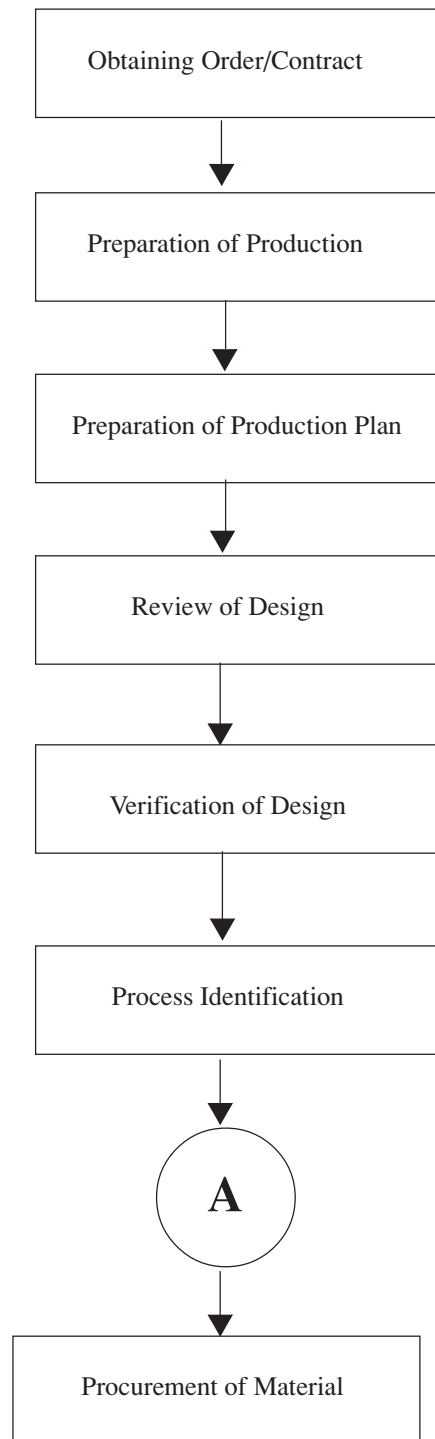 Obtaining Order/Contract
Preparation of Production
Preparation of Production Plan
Review of Design
Verification of Design
Process Identification
A
Procurement of Material